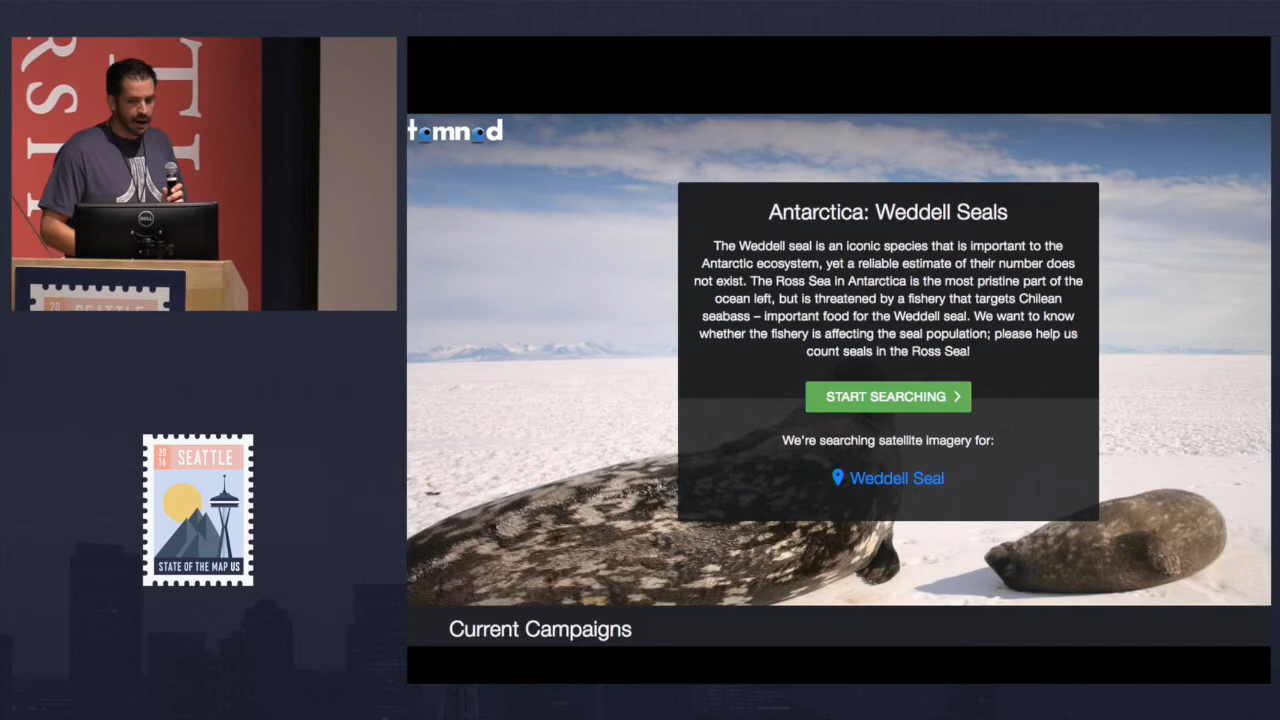 tomnod
Antarctica: Weddell Seals
The Weddell seal is an iconic species that is important to the
Antarctic ecosystem, yet a reliable estimate of their number does
not exist. The Ross Sea in Antarctica is the most pristine part of the
ocean left, but is threatened by a fishery that targets Chilean
seabass – important food for the Weddell seal. We want to know
whether the fishery is affecting the seal population; please help us
count seals in the Ross Sea!
START SEARCHING
We're searching satellite imagery for:
Weddell Seal
Current Campaigns
DELL
20
SEATTLE
20
16
SEATTLE
STATE OF THE MAP US